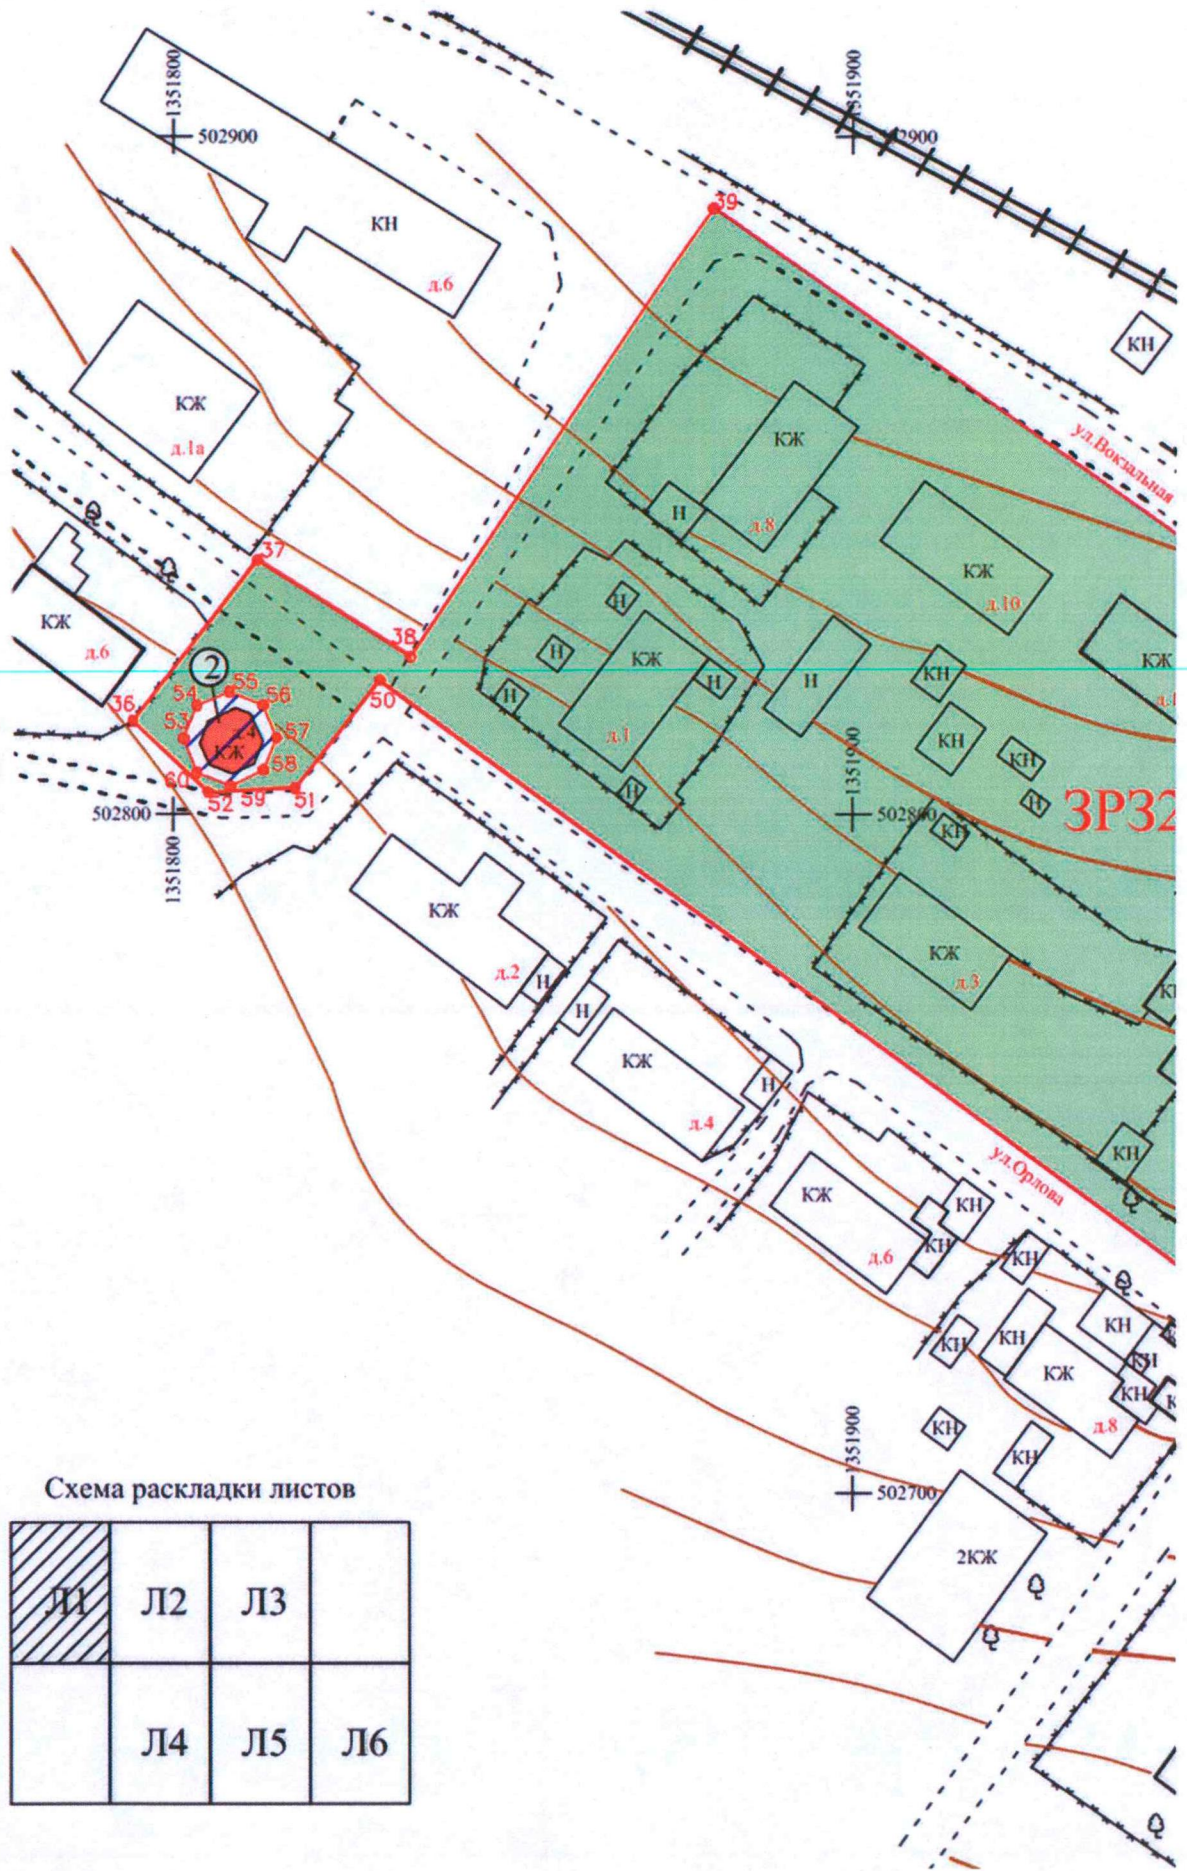 1351800
502900
1351900
39
КН
д.6
КН
КЖ
д.1а
ул.Вокзальная
КЖ
Н
д.8
37
КЖ
д.10
Н
38
КЖ
д.6
2
Н
КЖ
Н
Н
Н
КН
КЖ
50
36
54
55
56
53
57
КЖ
58
60
52
59
51
д.1
Н
КН
КН
Н
1351900
502800
502800
1351800
КН
ЗРЗ2
КЖ
д.2
Н
Н
КЖ
д.3
КЖ
Н
д.4
КН
ул.Орлова
КЖ
КН
КН
д.6
КН
КН
КН
КН
КЖ
КН
КН
д.8
КН
КН
1351900
502700
2КЖ
Схема раскладки листов
Л1 Л2 Л3
Л4 Л5 Л6